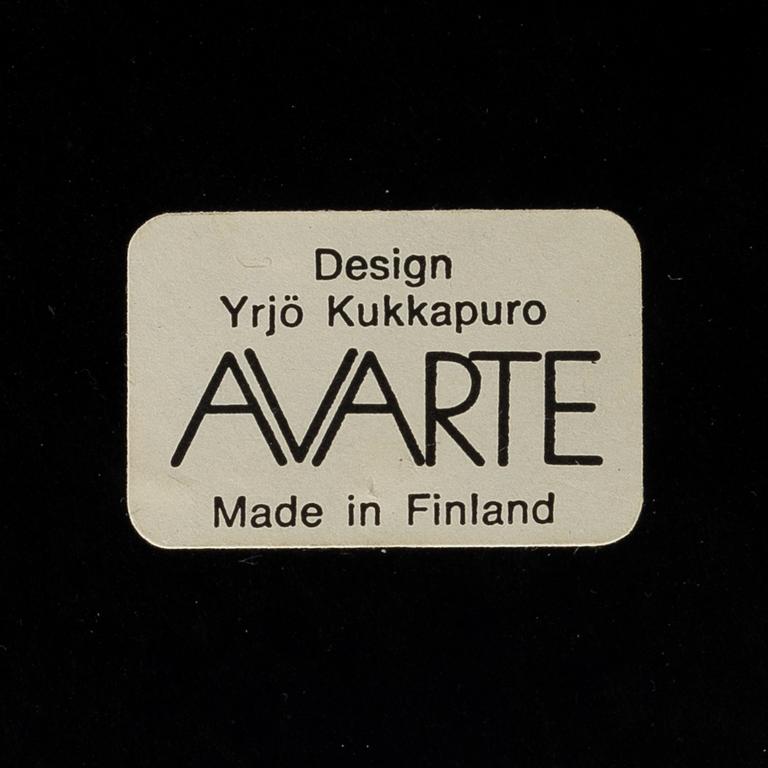 Design
Yrjö Kukkapuro
AVARTE
Made in Finland